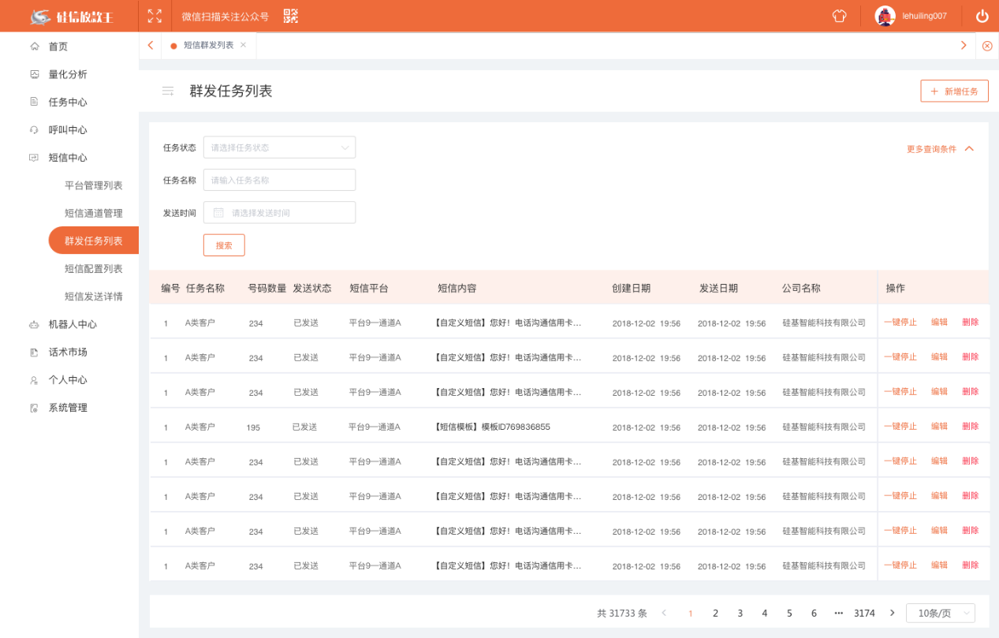 硅信放款王 微信扫描关注公众号 lehuiling007
首页
量化分析
任务中心
呼叫中心
短信中心
平台管理列表
短信通道管理
群发任务列表
短信配置列表
短信发送详情
机器人中心
话术市场
个人中心
系统管理
短信群发列表
群发任务列表
新增任务
任务状态 请选择任务状态 更多查询条件
任务名称 请输入任务名称
发送时间 请选择发送时间
搜索
编号 任务名称 号码数量 发送状态 短信平台 短信内容 创建日期 发送日期 公司名称 操作
1 A类客户 234 已发送 平台9—通道A 【自定义短信】您好！电话沟通信用卡... 2018-12-02 19:56 2018-12-02 19:56 硅基智能科技有限公司 一键停止 编辑 删除
1 A类客户 234 已发送 平台9—通道A 【自定义短信】您好！电话沟通信用卡... 2018-12-02 19:56 2018-12-02 19:56 硅基智能科技有限公司 一键停止 编辑 删除
1 A类客户 234 已发送 平台9—通道A 【自定义短信】您好！电话沟通信用卡... 2018-12-02 19:56 2018-12-02 19:56 硅基智能科技有限公司 一键停止 编辑 删除
1 A类客户 195 已发送 平台9—通道A 【短信模板】模板ID769836855 2018-12-02 19:56 2018-12-02 19:56 硅基智能科技有限公司 一键停止 编辑 删除
1 A类客户 234 已发送 平台9—通道A 【自定义短信】您好！电话沟通信用卡... 2018-12-02 19:56 2018-12-02 19:56 硅基智能科技有限公司 一键停止 编辑 删除
1 A类客户 234 已发送 平台9—通道A 【自定义短信】您好！电话沟通信用卡... 2018-12-02 19:56 2018-12-02 19:56 硅基智能科技有限公司 一键停止 编辑 删除
1 A类客户 234 已发送 平台9—通道A 【自定义短信】您好！电话沟通信用卡... 2018-12-02 19:56 2018-12-02 19:56 硅基智能科技有限公司 一键停止 编辑 删除
1 A类客户 234 已发送 平台9—通道A 【自定义短信】您好！电话沟通信用卡... 2018-12-02 19:56 2018-12-02 19:56 硅基智能科技有限公司 一键停止 编辑 删除
共 31733 条 1 2 3 4 5 6 ••• 3174 10条/页